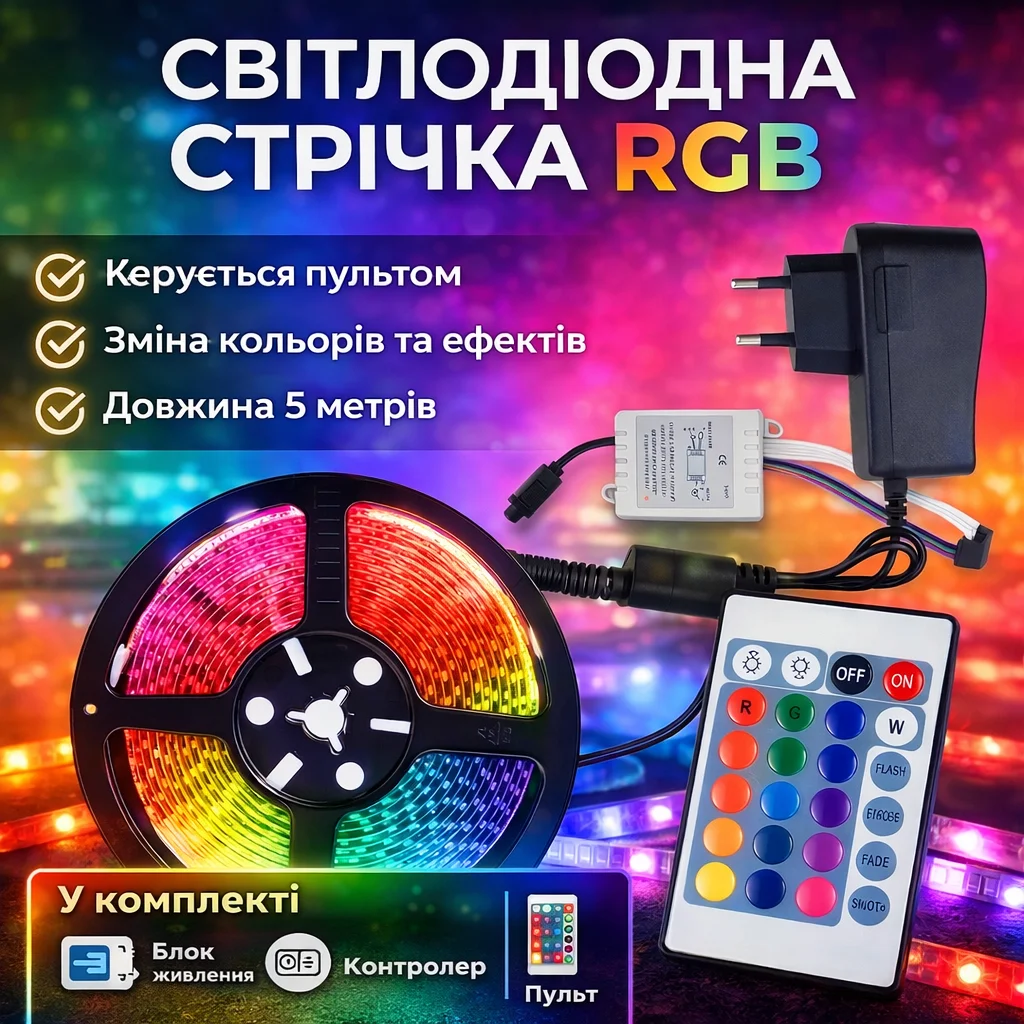 СВІТЛОДІОДНА
СТРІЧКА RGB
Керується пультом
Зміна кольорів та ефектів
Довжина 5 метрів
CE
OFF
ON
R
G
W
FLASH
FADE
У комплекті
Блок
живлення
Контролер
Пульт